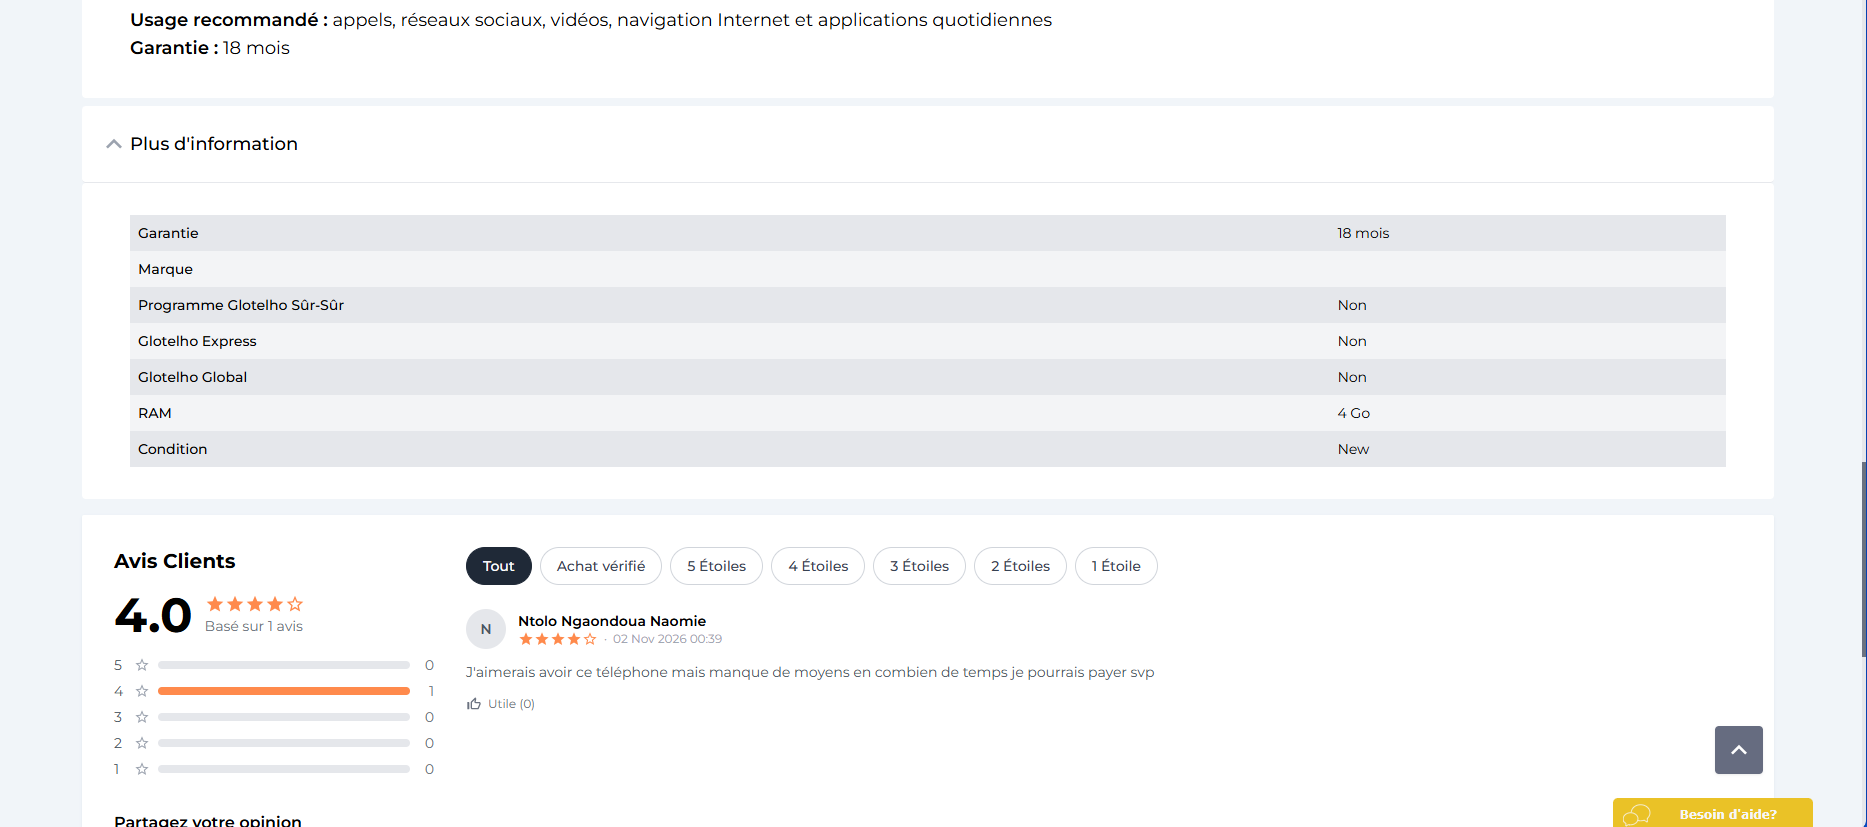 Usage recommandé : appels, réseaux sociaux, vidéos, navigation Internet et applications quotidiennes
Garantie : 18 mois
Plus d'information
Garantie 18 mois
Marque
Programme Glotelho Sûr-Sûr Non
Glotelho Express Non
Glotelho Global Non
RAM 4 Go
Condition New
Avis Clients
4.0
Basé sur 1 avis
5 0
4 1
3 0
2 0
1 0
Tout Achat vérifié 5 Étoiles 4 Étoiles 3 Étoiles 2 Étoiles 1 Étoile
N
Ntolo Ngaondoua Naomie
· 02 Nov 2026 00:39
J'aimerais avoir ce téléphone mais manque de moyens en combien de temps je pourrais payer svp
Utile (0)
Partagez votre opinion
Besoin d'aide?